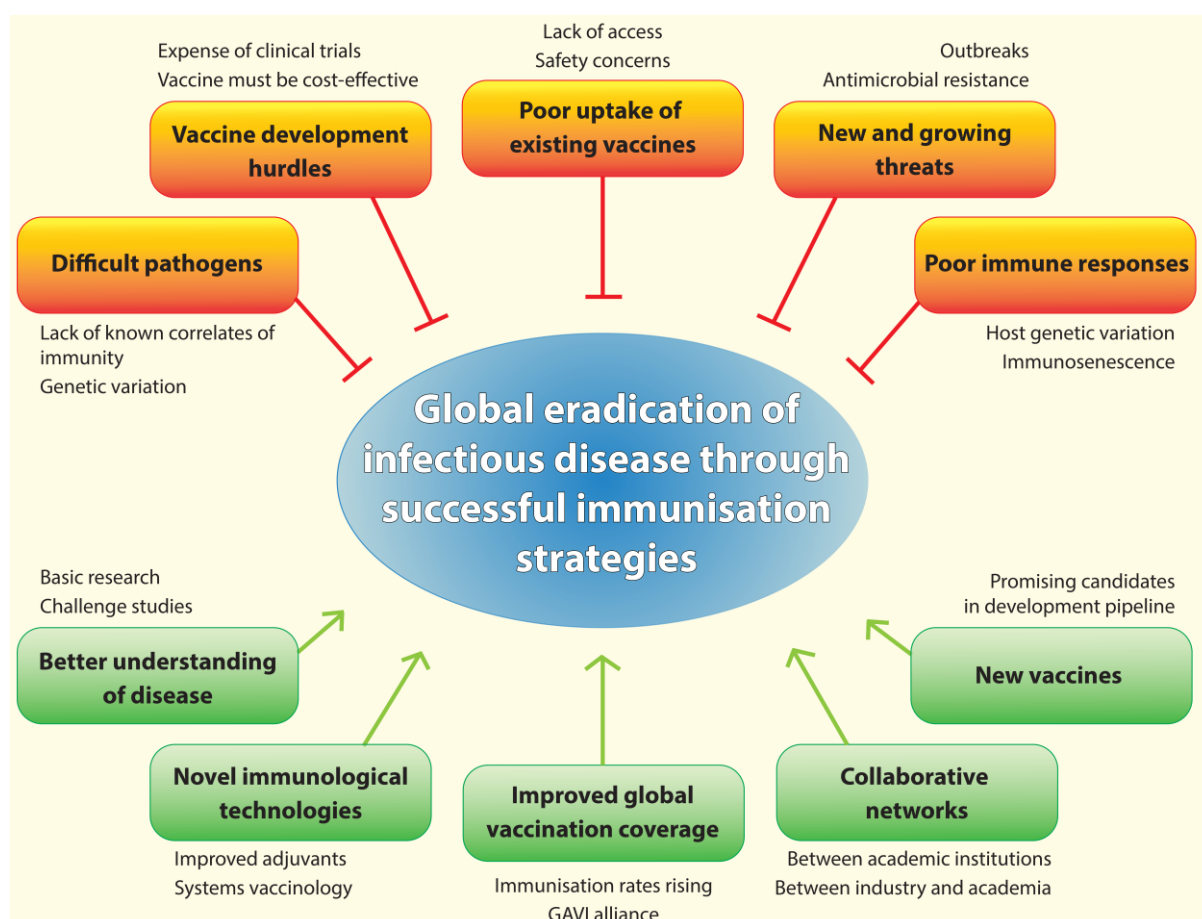 Expense of clinical trials
Vaccine must be cost-effective
Vaccine development
hurdles
Lack of access
Safety concerns
Poor uptake of
existing vaccines
Outbreaks
Antimicrobial resistance
New and growing
threats
Difficult pathogens
Lack of known correlates of
immunity
Genetic variation
Poor immune responses
Host genetic variation
Immunosenescence
Global eradication of
infectious disease through
successful immunisation
strategies
Basic research
Challenge studies
Better understanding
of disease
Novel immunological
technologies
Improved adjuvants
Systems vaccinology
Improved global
vaccination coverage
Immunisation rates rising
GAVI alliance
Collaborative
networks
Between academic institutions
Between industry and academia
Promising candidates
in development pipeline
New vaccines